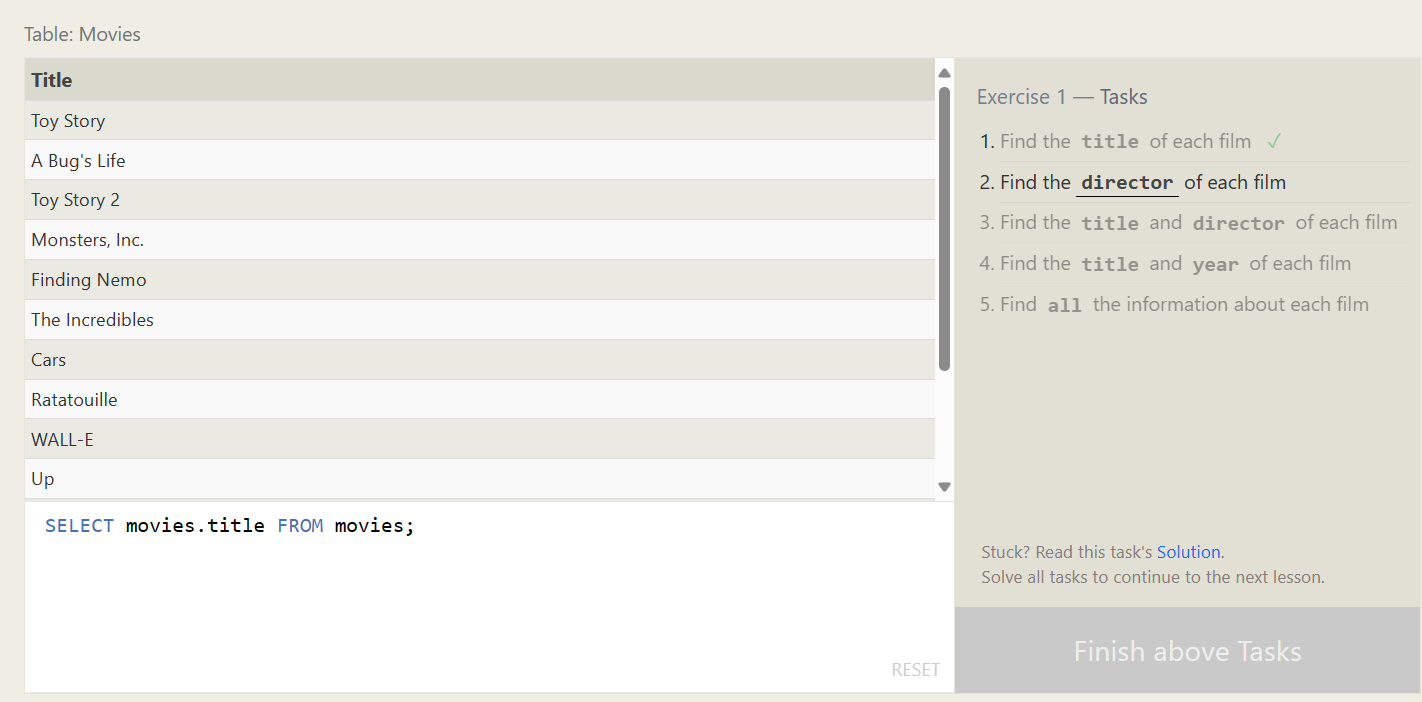 Table: Movies
Title
Toy Story
A Bug's Life
Toy Story 2
Monsters, Inc.
Finding Nemo
The Incredibles
Cars
Ratatouille
WALL-E
Up
SELECT movies.title FROM movies;
RESET
Exercise 1 — Tasks
1. Find the title of each film ✓
2. Find the director of each film
3. Find the title and director of each film
4. Find the title and year of each film
5. Find all the information about each film
Stuck? Read this task's Solution.
Solve all tasks to continue to the next lesson.
Finish above Tasks